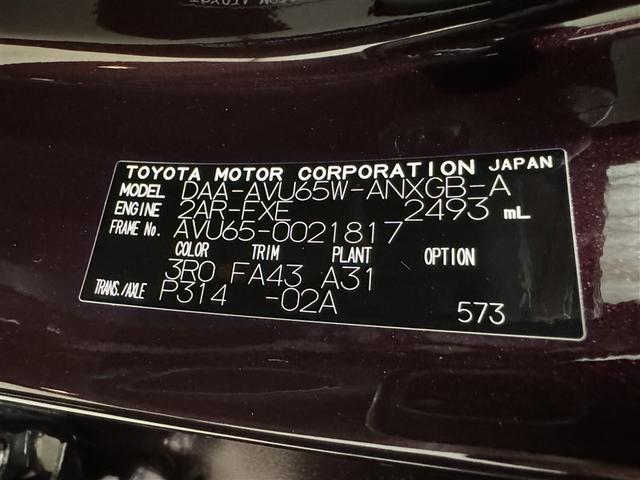 TOYOTA MOTOR CORPORATION JAPAN
MODEL DAA-AVU65W-ANXGB-A
ENGINE 2AR-FXE 2493 mL
FRAME No. AVU65-0021817
COLOR TRIM PLANT OPTION
3R0 FA43 A31
TRANS./AXLE P314 -02A
573